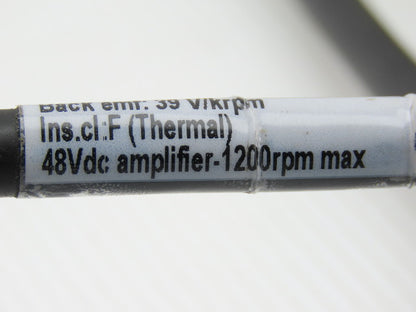 Back emf: 39 V/krpm
Ins.cl:F (Thermal)
48Vdc amplifier-1200rpm max